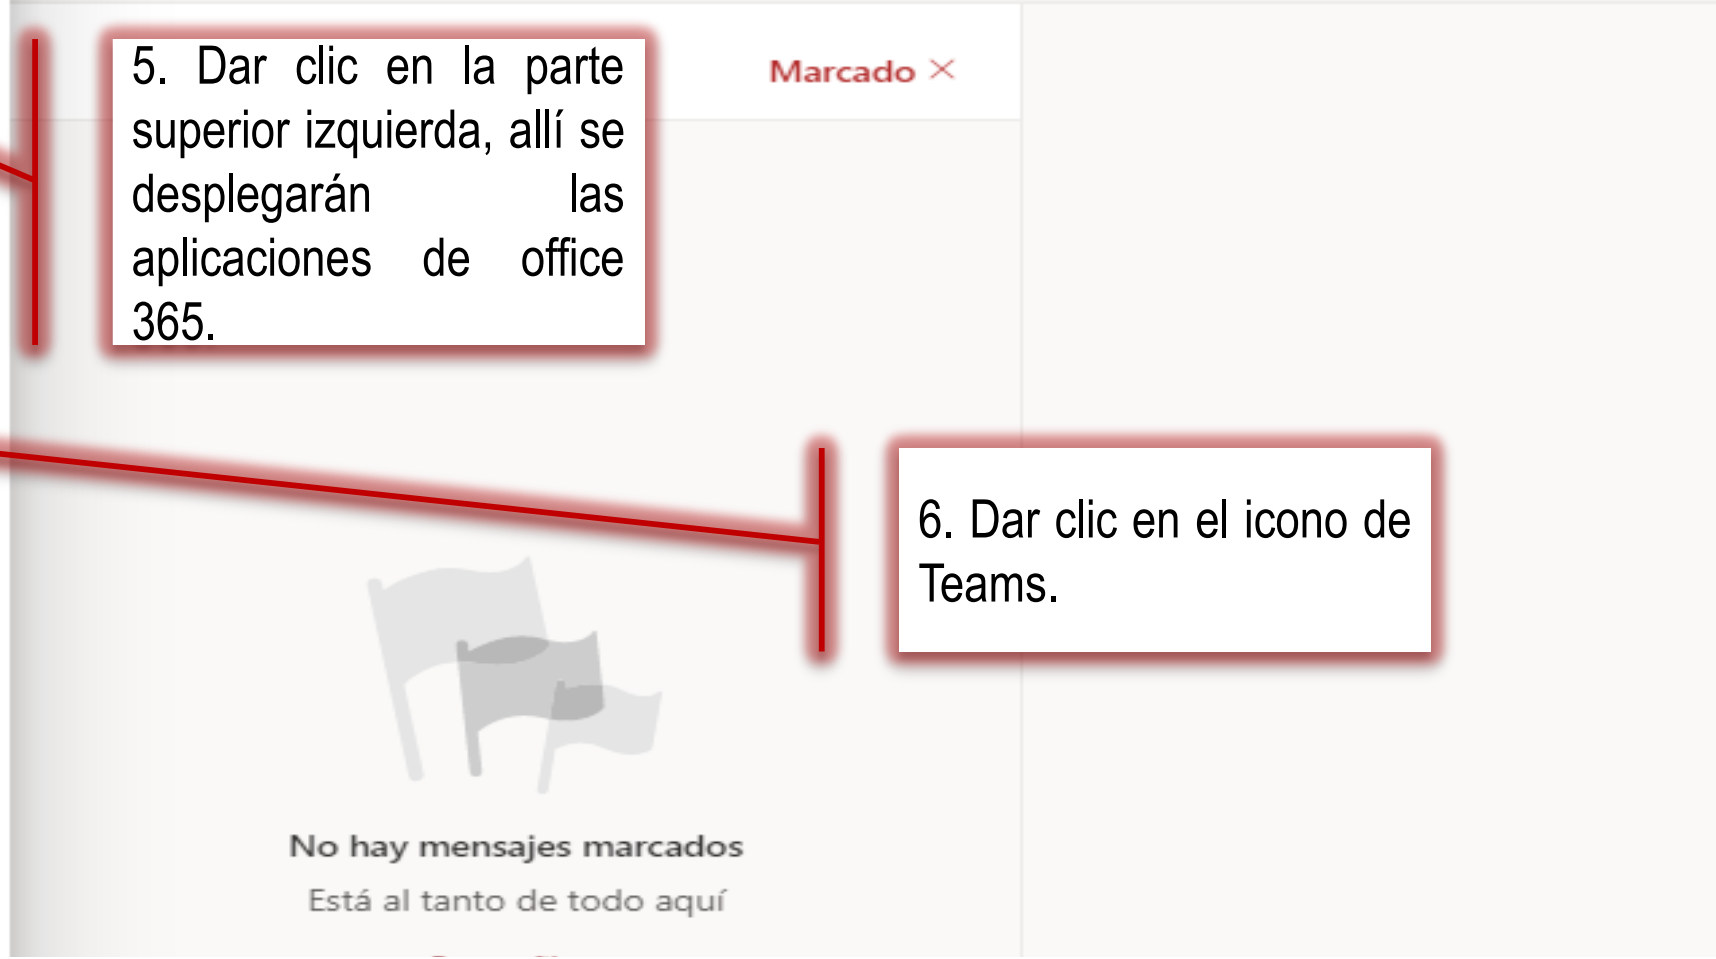 5. Dar clic en la parte
superior izquierda, allí se
desplegarán las
aplicaciones de office
365.
Marcado ×
6. Dar clic en el icono de
Teams.
No hay mensajes marcados
Está al tanto de todo aquí